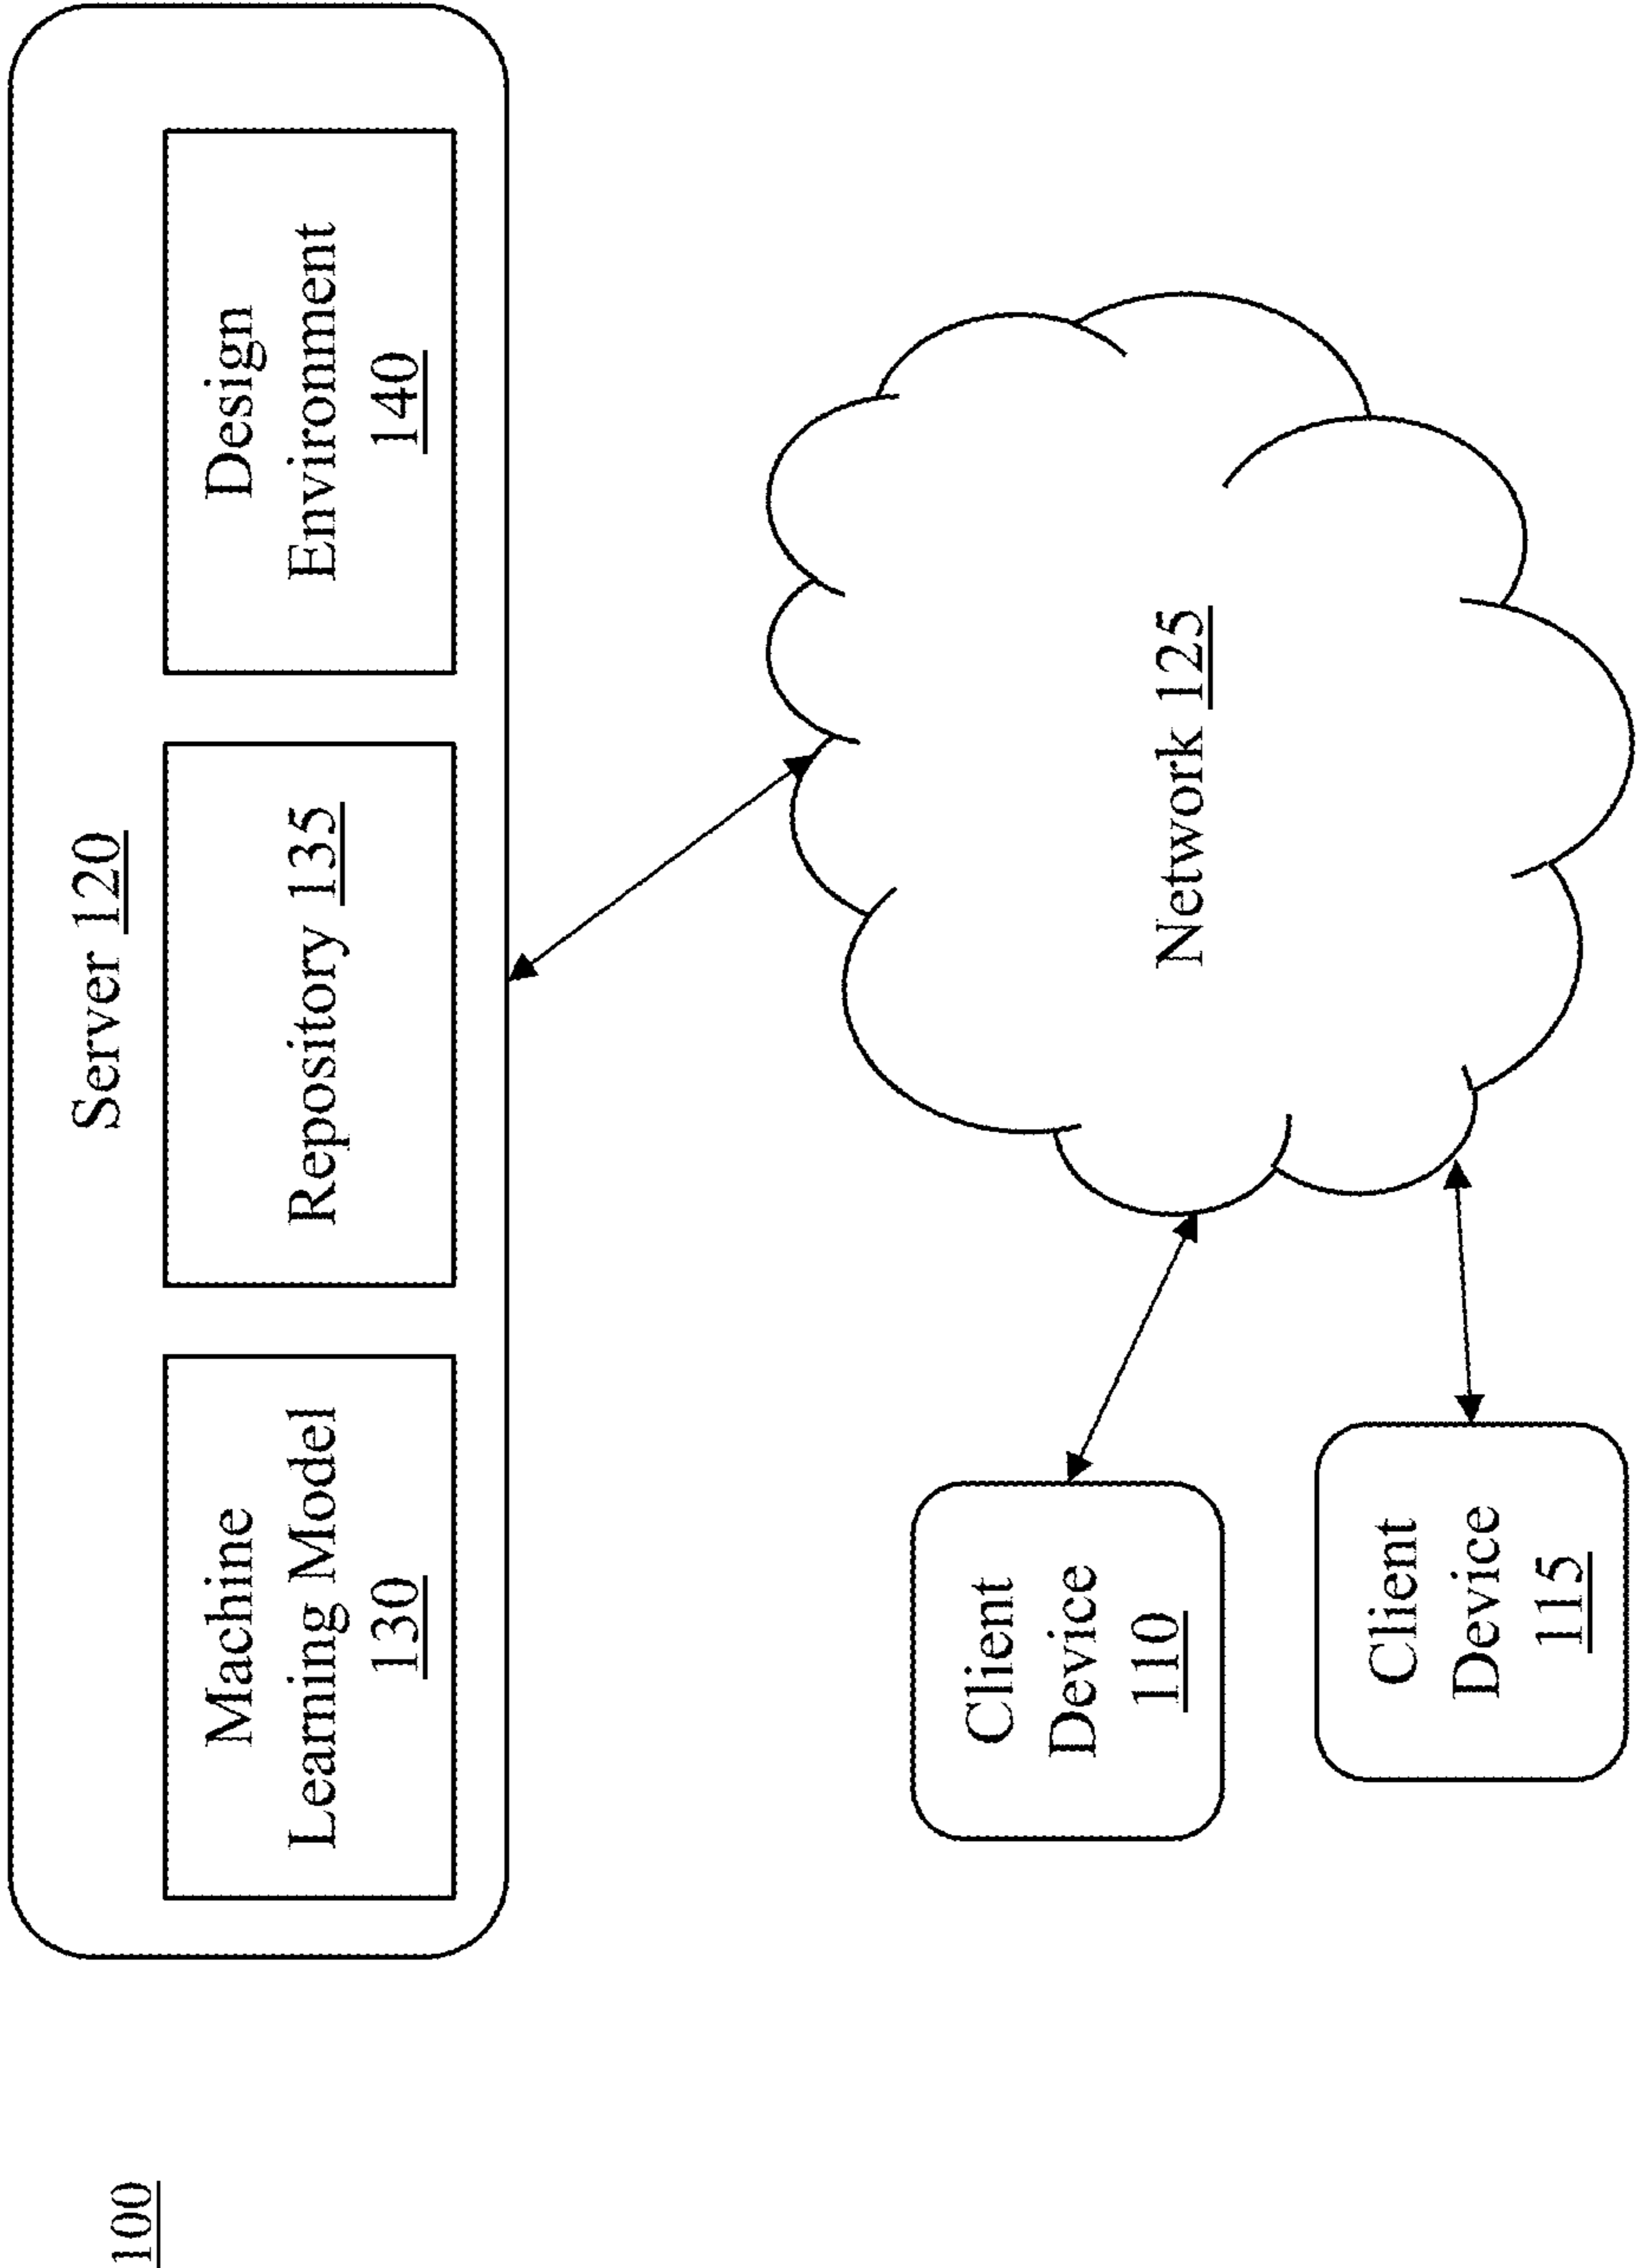 100
Server 120
Machine
Learning Model
130
Repository 135
Design
Environment
140
Client
Device
110
Network 125
Client
Device
115